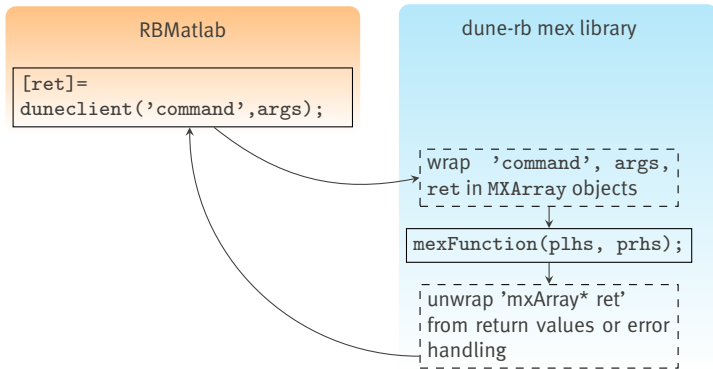 RBMatlab
[ret]=
duneclient('command',args);
dune-rb mex library
wrap 'command', args,
ret in MXArray objects
mexFunction(plhs, prhs);
unwrap 'mxArray* ret'
from return values or error
handling